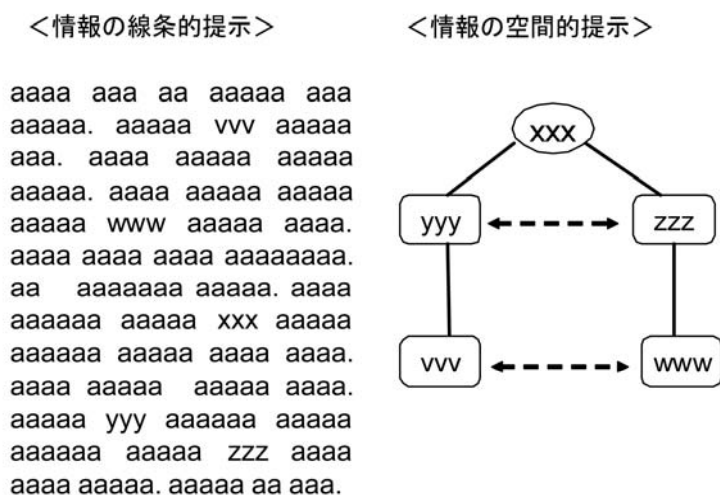 ＜情報の線条的提示＞
aaaa aaa aa aaaaa aaa
aaaaa. aaaaa vvv aaaaa
aaa. aaaa aaaaa aaaaa
aaaaa. aaaa aaaaa aaaaa
aaaaa www aaaaa aaaa.
aaaa aaaa aaaa aaaaaaaa.
aa aaaaaaa aaaaa. aaaa
aaaaaa aaaaa xxx aaaaa
aaaaaa aaaaa aaaa aaaa.
aaaa aaaaa aaaaa aaaa.
aaaaa yyy aaaaaa aaaaa
aaaaaa aaaaa zzz aaaa
aaaa aaaaa. aaaaa aa aaa.
＜情報の空間的提示＞
xxx
yyy zzz
vvv www